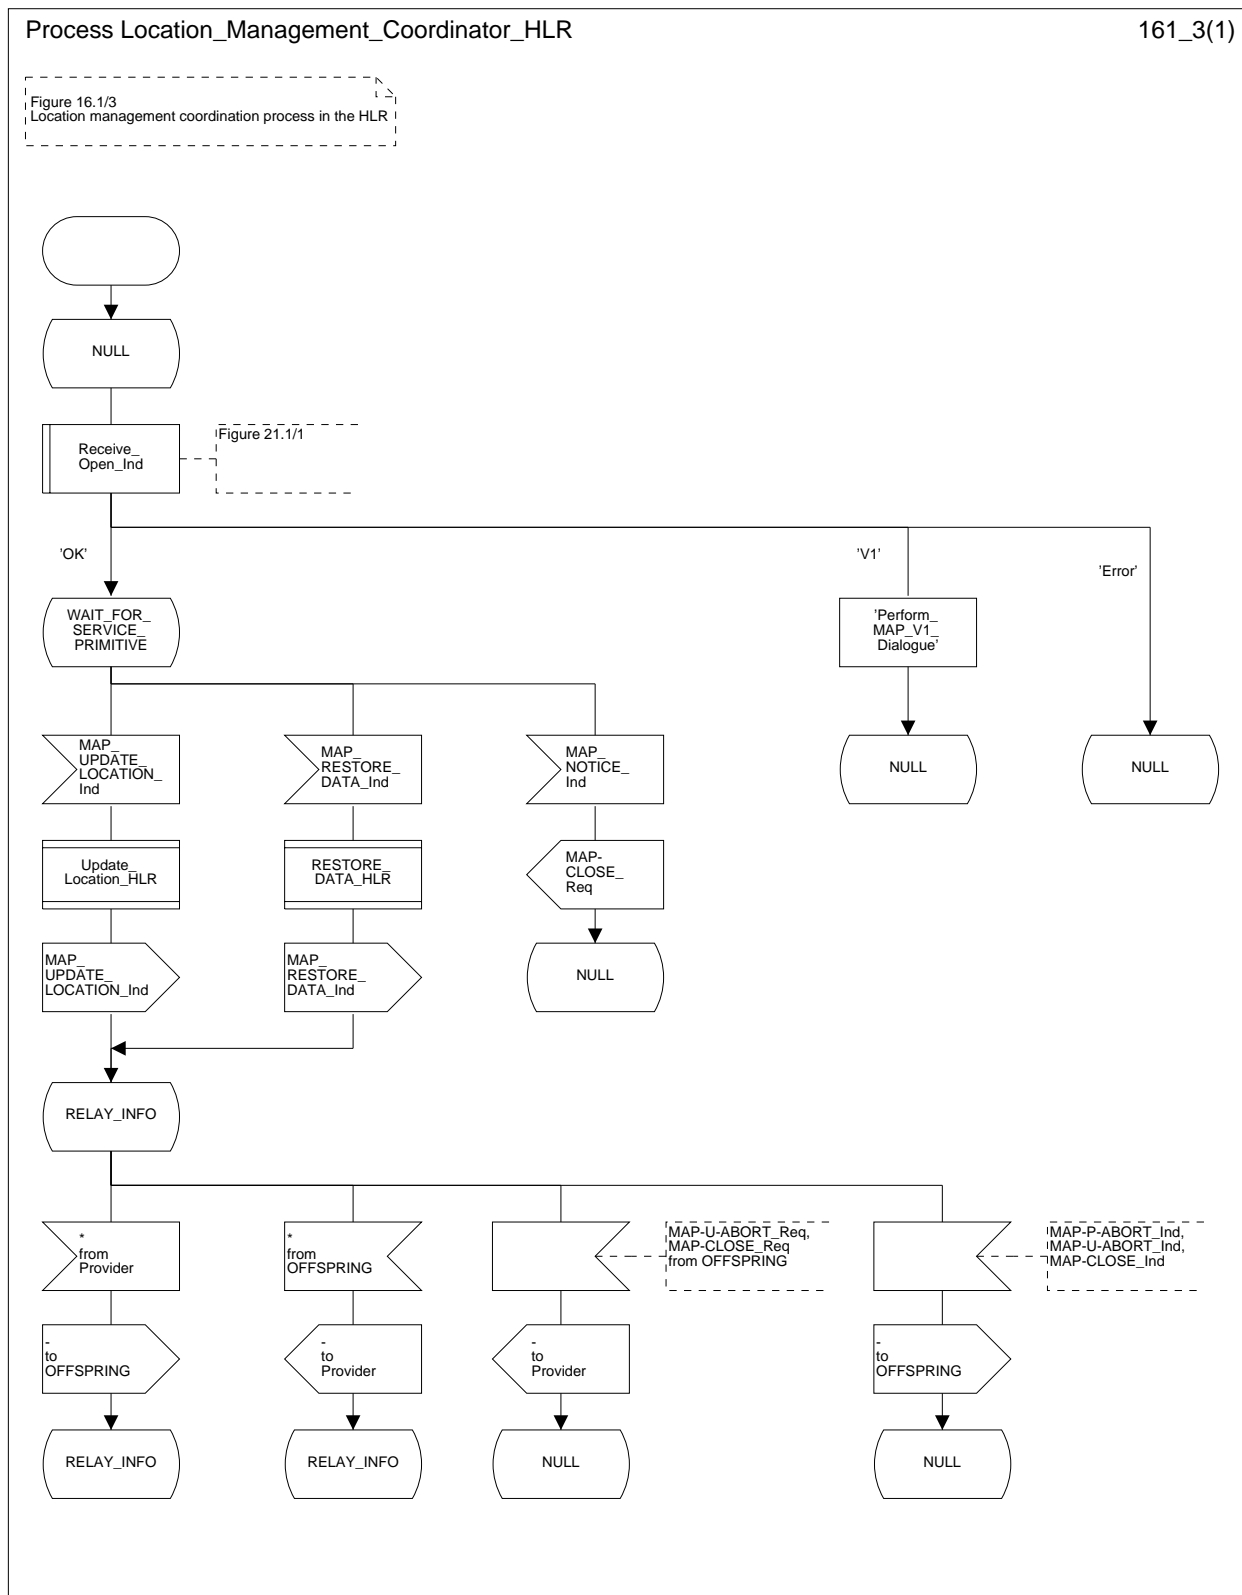 Process Location_Management_Coordinator_HLR
161_3(1)
Figure 16.1/3
Location management coordination process in the HLR
NULL
Receive_
Open_Ind
Figure 21.1/1
'OK'
'V1'
'Error'
WAIT_FOR_
SERVICE_
PRIMITIVE
'Perform_
MAP_V1_
Dialogue'
MAP_
UPDATE_
LOCATION_
Ind
MAP_
RESTORE_
DATA_Ind
MAP_
NOTICE_
Ind
NULL
NULL
Update_
Location_HLR
RESTORE_
DATA_HLR
MAP-
CLOSE_
Req
MAP_
UPDATE_
LOCATION_Ind
MAP_
RESTORE_
DATA_Ind
NULL
RELAY_INFO
*
from
Provider
*
from
OFFSPRING
MAP-U-ABORT_Req,
MAP-CLOSE_Req
from OFFSPRING
MAP-P-ABORT_Ind,
MAP-U-ABORT_Ind,
MAP-CLOSE_Ind
-
to
OFFSPRING
-
to
Provider
-
to
Provider
-
to
OFFSPRING
RELAY_INFO
RELAY_INFO
NULL
NULL